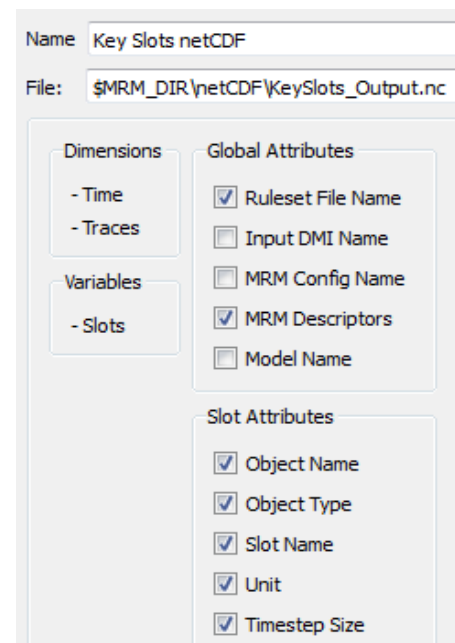 Name Key Slots netCDF
File: $MRM_DIR\netCDF\KeySlots_Output.nc
Dimensions
- Time
- Traces
Variables
- Slots
Global Attributes
Ruleset File Name
Input DMI Name
MRM Config Name
MRM Descriptors
Model Name
Slot Attributes
Object Name
Object Type
Slot Name
Unit
Timestep Size